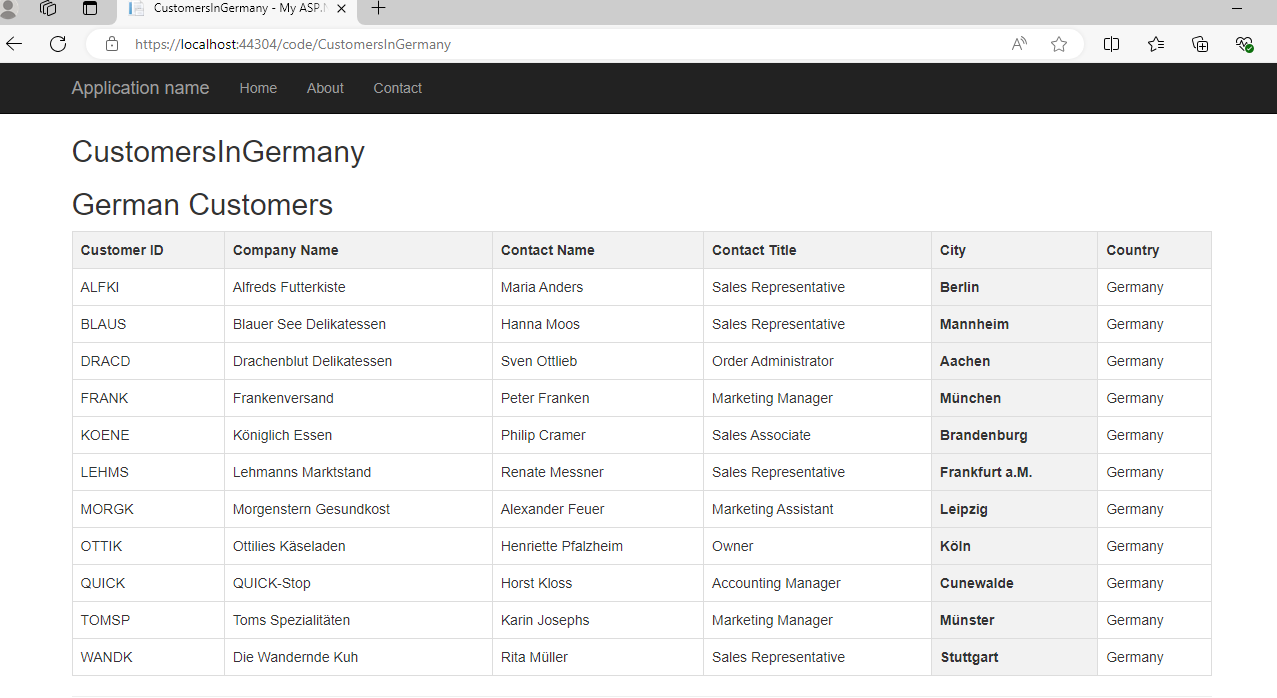 CustomersInGermany - My ASP.N
https://localhost:44304/code/CustomersInGermany
Application name Home About Contact
CustomersInGermany
German Customers
Customer ID Company Name Contact Name Contact Title City Country
ALFKI Alfreds Futterkiste Maria Anders Sales Representative Berlin Germany
BLAUS Blauer See Delikatessen Hanna Moos Sales Representative Mannheim Germany
DRACD Drachenblut Delikatessen Sven Ottlieb Order Administrator Aachen Germany
FRANK Frankenversand Peter Franken Marketing Manager München Germany
KOENE Königlich Essen Philip Cramer Sales Associate Brandenburg Germany
LEHMS Lehmanns Marktstand Renate Messner Sales Representative Frankfurt a.M. Germany
MORGK Morgenstern Gesundkost Alexander Feuer Marketing Assistant Leipzig Germany
OTTIK Ottilies Käseladen Henriette Pfalzheim Owner Köln Germany
QUICK QUICK-Stop Horst Kloss Accounting Manager Cunewalde Germany
TOMSP Toms Spezialitäten Karin Josephs Marketing Manager Münster Germany
WANDK Die Wandernde Kuh Rita Müller Sales Representative Stuttgart Germany